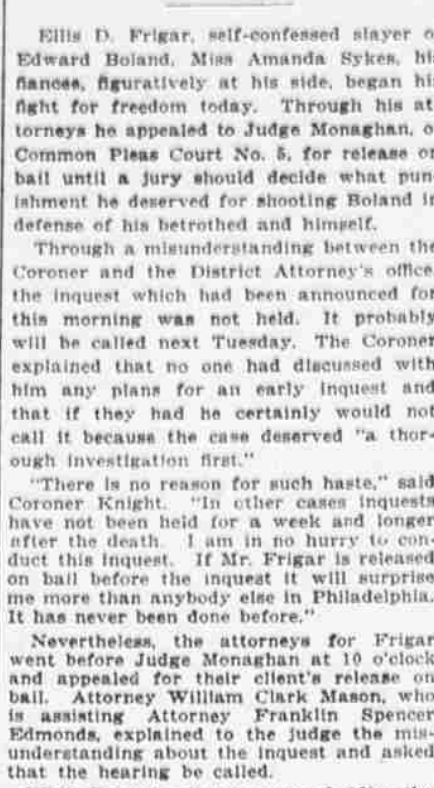 Ellis D. Frigar, self-confessed slayer o
Edward Boland, Miss Amanda Sykes, hi
fiancee, figuratively at his side, began hi
fight for freedom today. Through his at
torneys he appealed to Judge Monaghan, o
Common Pleas Court No. 5, for release on
bail until a jury should decide what pun-
ishment he deserved for shooting Boland in
defense of his betrothed and himself.
Through a misunderstanding between the
Coroner and the District Attorney's office,
the inquest which had been announced for
this morning was not held. It probably
will be called next Tuesday. The Coroner
explained that no one had discussed with
him any plans for an early inquest and
that if they had he certainly would not
call it because the case deserved "a thor-
ough investigation first."
"There is no reason for such haste," said
Coroner Knight. "In other cases inquests
have not been held for a week and longer
after the death. I am in no hurry to con-
duct this inquest. If Mr. Frigar is released
on bail before the inquest it will surprise
me more than anybody else in Philadelphia.
It has never been done before."
Nevertheless, the attorneys for Frigar
went before Judge Monaghan at 10 o'clock
and appealed for their client's release on
bail. Attorney William Clark Mason, who
is assisting Attorney Franklin Spencer
Edmonds, explained to the judge the mis-
understanding about the inquest and asked
that the hearing be called.